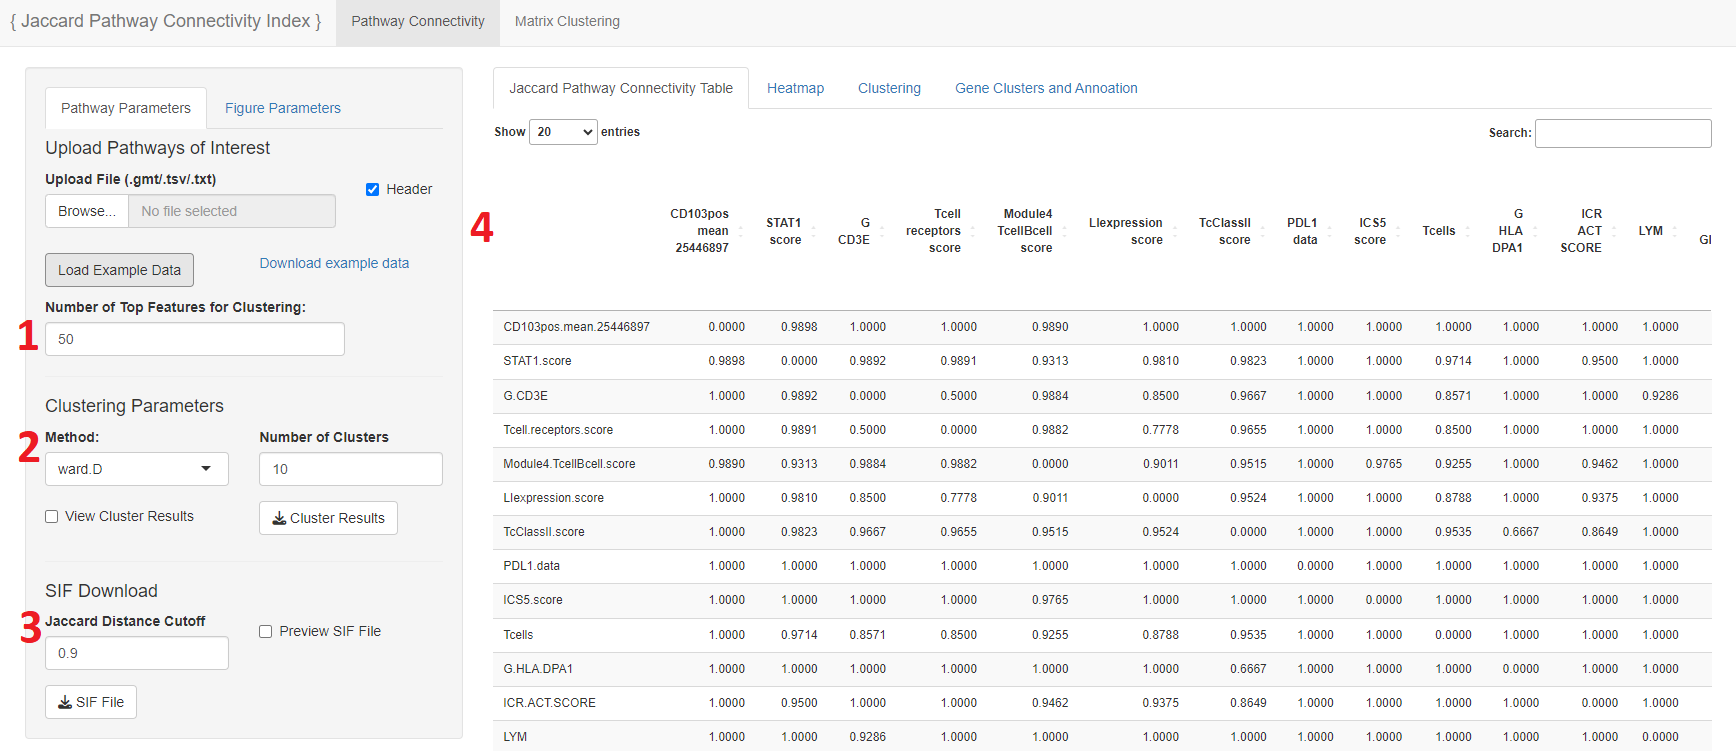 { Jaccard Pathway Connectivity Index }
Pathway Connectivity
Matrix Clustering
Pathway Parameters
Figure Parameters
Upload Pathways of Interest
Upload File (.gmt/.tsv/.txt)
Header
Browse...
No file selected
Load Example Data
Download example data
Number of Top Features for Clustering:
1
50
Clustering Parameters
2
Method:
Number of Clusters
ward.D
10
View Cluster Results
Cluster Results
SIF Download
3
Jaccard Distance Cutoff
Preview SIF File
0.9
SIF File
Jaccard Pathway Connectivity Table
Heatmap
Clustering
Gene Clusters and Annoation
Show 20 entries
Search:
4
CD103pos mean 25446897
STAT1 score
G CD3E
Tcell receptors score
Module4 TcellBcell score
LIexpression score
TcClassII score
PDL1 data
ICS5 score
Tcells
G HLA DPA1
ICR ACT SCORE
LYM
CD103pos.mean.25446897 0.0000 0.9898 1.0000 1.0000 0.9890 1.0000 1.0000 1.0000 1.0000 1.0000 1.0000 1.0000 1.0000
STAT1.score 0.9898 0.0000 0.9892 0.9891 0.9313 0.9810 0.9823 1.0000 1.0000 0.9714 1.0000 0.9500 1.0000
G.CD3E 1.0000 0.9892 0.0000 0.5000 0.9884 0.8500 0.9667 1.0000 1.0000 0.8571 1.0000 1.0000 0.9286
Tcell.receptors.score 1.0000 0.9891 0.5000 0.0000 0.9882 0.7778 0.9655 1.0000 1.0000 0.8500 1.0000 1.0000 1.0000
Module4.TcellBcell.score 0.9890 0.9313 0.9884 0.9882 0.0000 0.9011 0.9515 1.0000 0.9765 0.9255 1.0000 0.9462 1.0000
LIexpression.score 1.0000 0.9810 0.8500 0.7778 0.9011 0.0000 0.9524 1.0000 1.0000 0.8788 1.0000 0.9375 1.0000
TcClassII.score 1.0000 0.9823 0.9667 0.9655 0.9515 0.9524 0.0000 1.0000 1.0000 0.9535 0.6667 0.8649 1.0000
PDL1.data 1.0000 1.0000 1.0000 1.0000 1.0000 1.0000 1.0000 0.0000 1.0000 1.0000 1.0000 1.0000 1.0000
ICS5.score 1.0000 1.0000 1.0000 1.0000 0.9765 1.0000 1.0000 1.0000 0.0000 1.0000 1.0000 1.0000 1.0000
Tcells 1.0000 0.9714 0.8571 0.8500 0.9255 0.8788 0.9535 1.0000 1.0000 0.0000 1.0000 1.0000 1.0000
G.HLA.DPA1 1.0000 1.0000 1.0000 1.0000 1.0000 1.0000 0.6667 1.0000 1.0000 1.0000 0.0000 1.0000 1.0000
ICR.ACT.SCORE 1.0000 0.9500 1.0000 1.0000 0.9462 0.9375 0.8649 1.0000 1.0000 1.0000 1.0000 0.0000 1.0000
LYM 1.0000 1.0000 0.9286 1.0000 1.0000 1.0000 1.0000 1.0000 1.0000 1.0000 1.0000 1.0000 0.0000